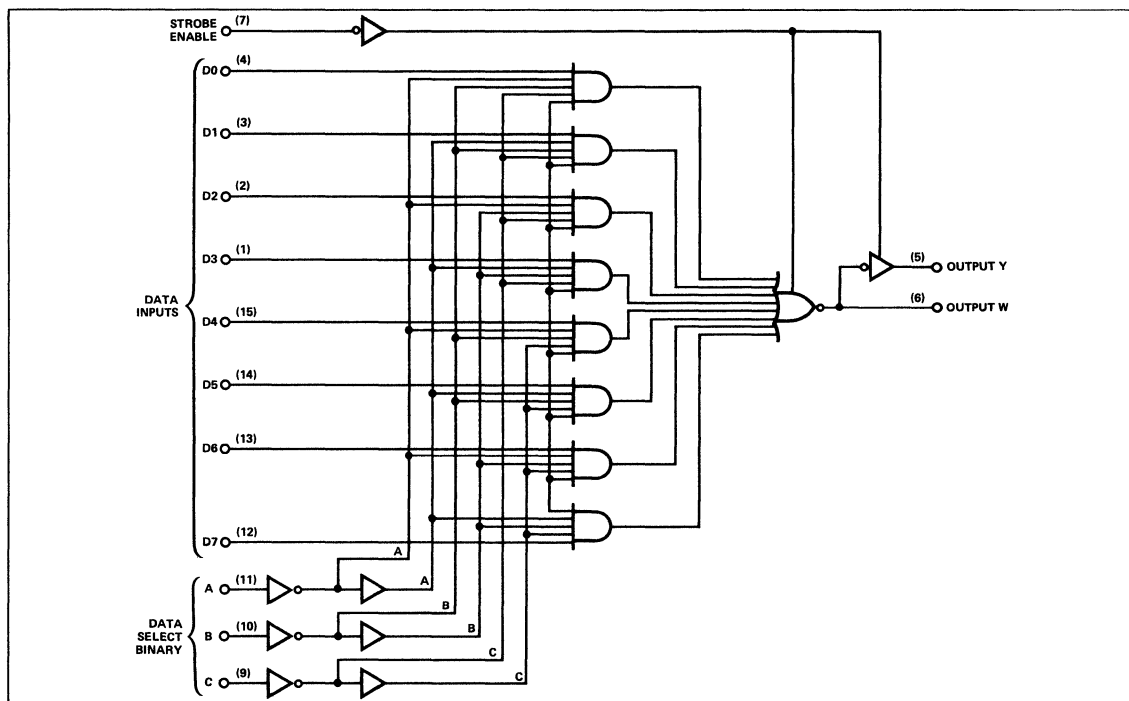 STROBE
ENABLE
(7)
D0
(4)
D1
(3)
D2
(2)
D3
(1)
DATA
INPUTS
D4
(15)
D5
(14)
D6
(13)
D7
(12)
(5)
OUTPUT Y
(6)
OUTPUT W
A
A
B
B
C
C
DATA
SELECT
BINARY
A
(11)
B
(10)
C
(9)